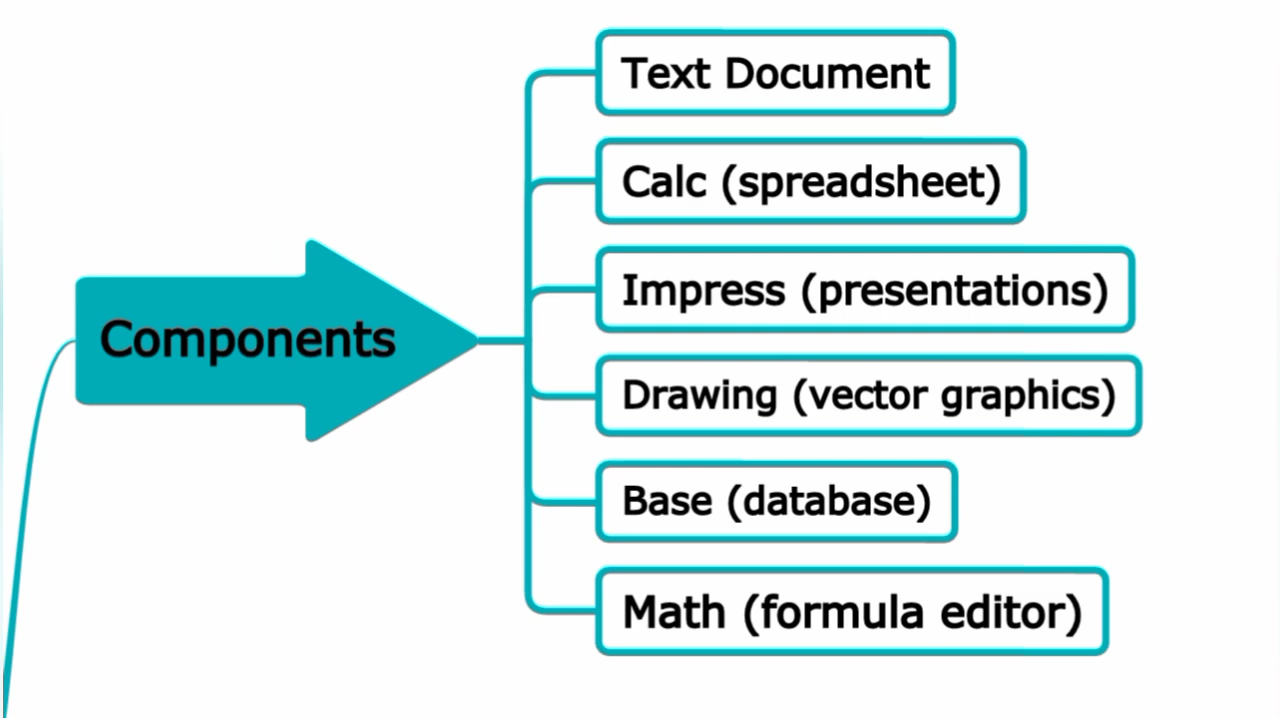 Components
Text Document
Calc (spreadsheet)
Impress (presentations)
Drawing (vector graphics)
Base (database)
Math (formula editor)